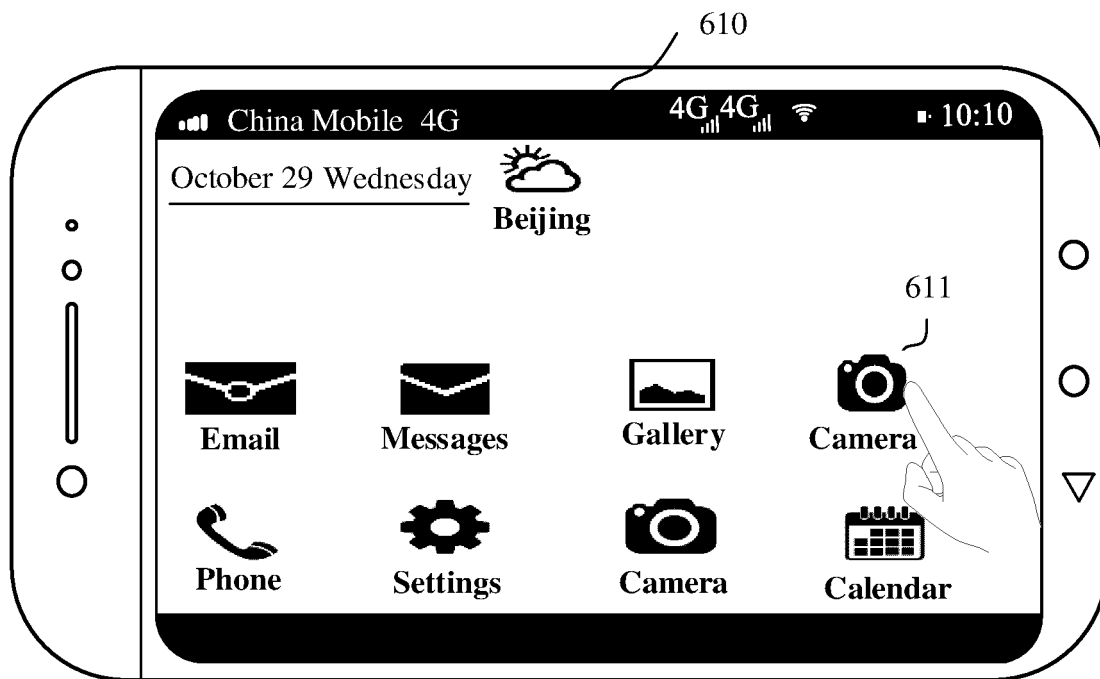 610
China Mobile 4G 4G 4G 10:10
October 29 Wednesday
Beijing
611
Email Messages Gallery Camera
Phone Settings Camera Calendar